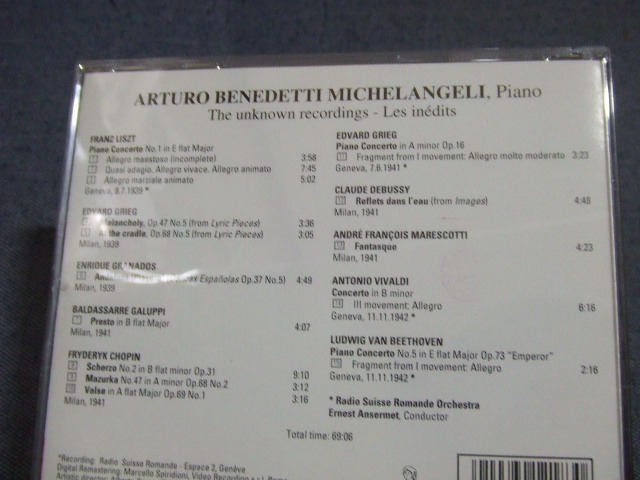 ARTURO BENEDETTI MICHELANGELI, Piano
The unknown recordings - Les inédits
FRANZ LISZT
Piano Concerto No.1 in E flat Major
1 Allegro maestoso (incomplete) 3:58
2 Quasi adagio. Allegro vivace. Allegro animato 7:45
3 Allegro marziale animato 5:02
Geneva, 8.7.1939 *
EDVARD GRIEG
Melancholy, Op.47 No.5 (from Lyric Pieces) 3:36
At the cradle, Op.68 No.5 (from Lyric Pieces) 3:05
Milan, 1939
ENRIQUE GRANADOS
Españolas Op.37 No.5) 4:49
Milan, 1939
BALDASSARRE GALUPPI
Presto in B flat Major 4:07
Milan, 1941
FRYDERYK CHOPIN
Scherzo No.2 in B flat minor Op.31 9:10
Mazurka No.47 in A minor Op.68 No.2 3:12
Valse in A flat Major Op.69 No.1 3:16
Milan, 1941
EDVARD GRIEG
Piano Concerto in A minor Op.16
Fragment from I movement: Allegro molto moderato 3:23
Geneva, 7.6.1941 *
CLAUDE DEBUSSY
Reflets dans l'eau (from Images) 4:48
Milan, 1941
ANDRÉ FRANÇOIS MARESCOTTI
Fantasque 4:23
Milan, 1941
ANTONIO VIVALDI
Concerto in B minor
III movement: Allegro 6:16
Geneva, 11.11.1942 *
LUDWIG VAN BEETHOVEN
Piano Concerto No.5 in E flat Major Op.73 "Emperor"
Fragment from I movement: Allegro 2:16
Geneva, 11.11.1942 *
* Radio Suisse Romande Orchestra
Ernest Ansermet, Conductor
Total time: 69:06
*Recording: Radio Suisse Romande - Espace 2, Genève
Digital Remastering: Marcello Spiridioni, Video Recording
Artistic director: